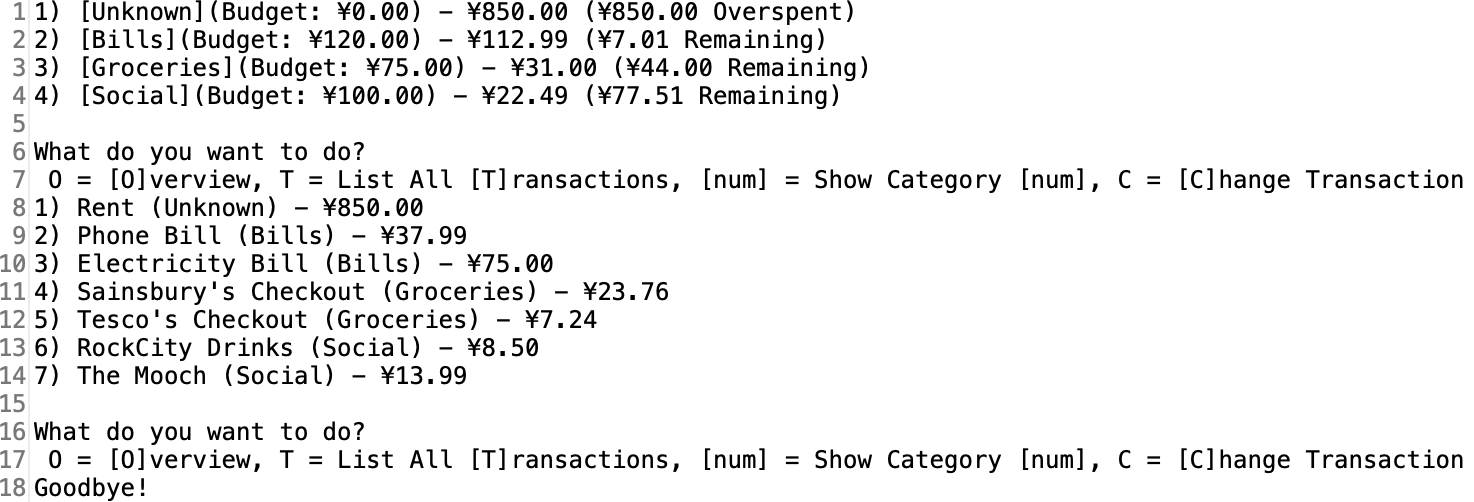 1 1) [Unknown](Budget: ¥0.00) – ¥850.00 (¥850.00 Overspent)
2 2) [Bills](Budget: ¥120.00) – ¥112.99 (¥7.01 Remaining)
3 3) [Groceries](Budget: ¥75.00) – ¥31.00 (¥44.00 Remaining)
4 4) [Social](Budget: ¥100.00) – ¥22.49 (¥77.51 Remaining)
5
6 What do you want to do?
7  O = [O]verview, T = List All [T]ransactions, [num] = Show Category [num], C = [C]hange Transaction
8 1) Rent (Unknown) – ¥850.00
9 2) Phone Bill (Bills) – ¥37.99
10 3) Electricity Bill (Bills) – ¥75.00
11 4) Sainsbury's Checkout (Groceries) – ¥23.76
12 5) Tesco's Checkout (Groceries) – ¥7.24
13 6) RockCity Drinks (Social) – ¥8.50
14 7) The Mooch (Social) – ¥13.99
15
16 What do you want to do?
17  O = [O]verview, T = List All [T]ransactions, [num] = Show Category [num], C = [C]hange Transaction
18 Goodbye!